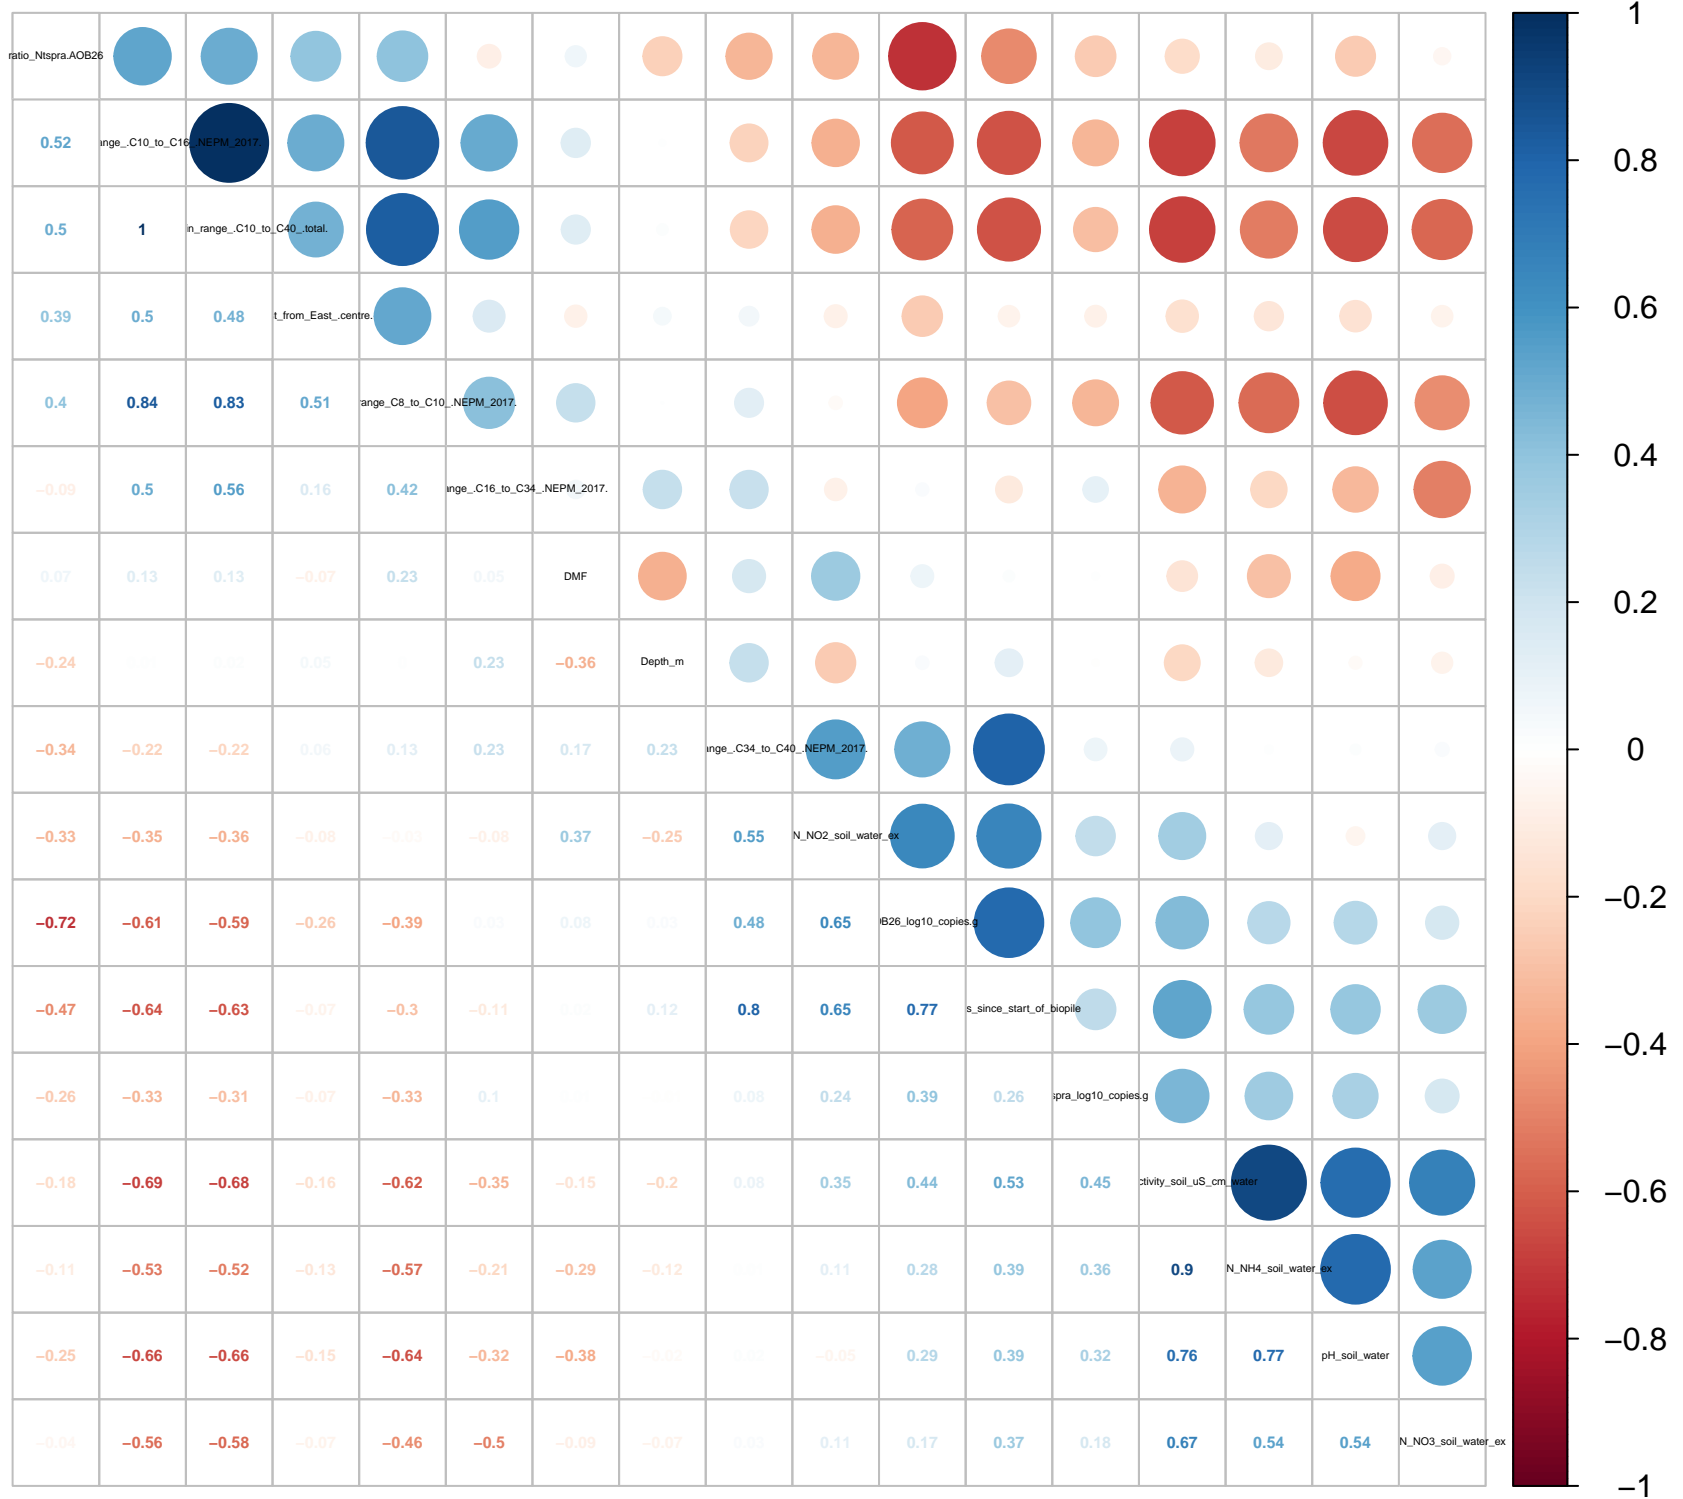 1
ratio_Ntspra.AOB26
0.52 ange_.C10_to_C16_.NEPM_2017.
0.8
0.5 1 in_range_.C10_to_C40_.total.
0.6
0.39 0.5 0.48 t_from_East_.centre.
0.4
0.4 0.84 0.83 0.51 range_C8_to_C10_.NEPM_2017.
−0.09 0.5 0.56 0.16 0.42 ange_.C16_to_C34_.NEPM_2017.
0.07 0.13 0.13 −0.07 0.23 0.05 DMF
0.2
−0.24 0.05 0.23 −0.36 Depth_m
−0.34 −0.22 −0.22 0.06 0.13 0.23 0.17 0.23 ange_.C34_to_C40_.NEPM_2017.
0
−0.33 −0.35 −0.36 −0.08 −0.03 −0.08 0.37 −0.25 0.55 N_NO2_soil_water_ex
−0.2
−0.72 −0.61 −0.59 −0.26 −0.39 0.08 0.48 0.65 B26_log10_copies.g
−0.47 −0.64 −0.63 −0.07 −0.3 −0.11 0.12 0.8 0.65 0.77 s_since_start_of_biopile
−0.4
−0.26 −0.33 −0.31 −0.07 −0.33 0.1 0.08 0.24 0.39 0.26 spra_log10_copies.g
−0.18 −0.69 −0.68 −0.16 −0.62 −0.35 −0.15 −0.2 0.08 0.35 0.44 0.53 0.45 ctivity_soil_uS_cm_water
−0.6
−0.11 −0.53 −0.52 −0.13 −0.57 −0.21 −0.29 −0.12 0.11 0.28 0.39 0.36 0.9 N_NH4_soil_water_ex
−0.8
−0.25 −0.66 −0.66 −0.15 −0.64 −0.32 −0.38 −0.05 0.29 0.39 0.32 0.76 0.77 pH_soil_water
−0.04 −0.56 −0.58 −0.07 −0.46 −0.5 −0.09 −0.07 0.11 0.17 0.37 0.18 0.67 0.54 0.54 N_NO3_soil_water_ex
−1